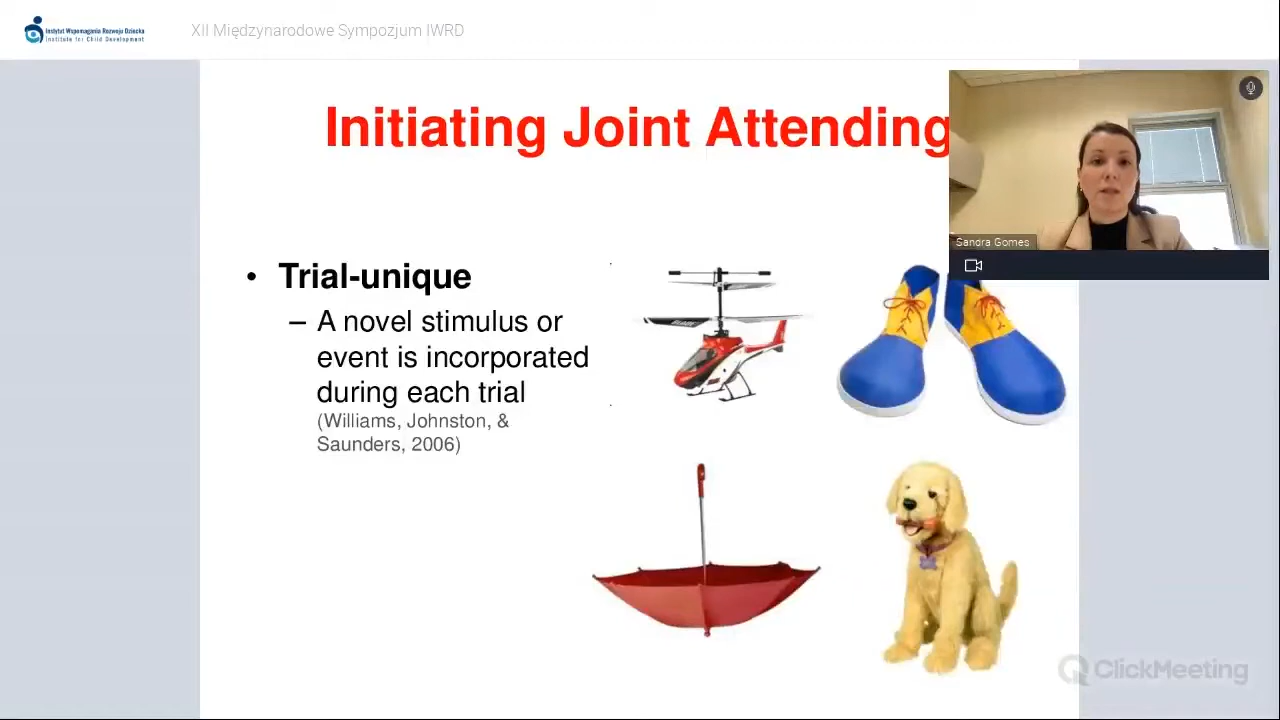 Instytut Wspomagania Rozwoju Dziecka
Institute for Child Development
XII Międzynarodowe Sympozjum IWRD
Initiating Joint Attending
Sandra Gomes
• Trial-unique
– A novel stimulus or
event is incorporated
during each trial
(Williams, Johnston, &
Saunders, 2006)
ClickMeeting